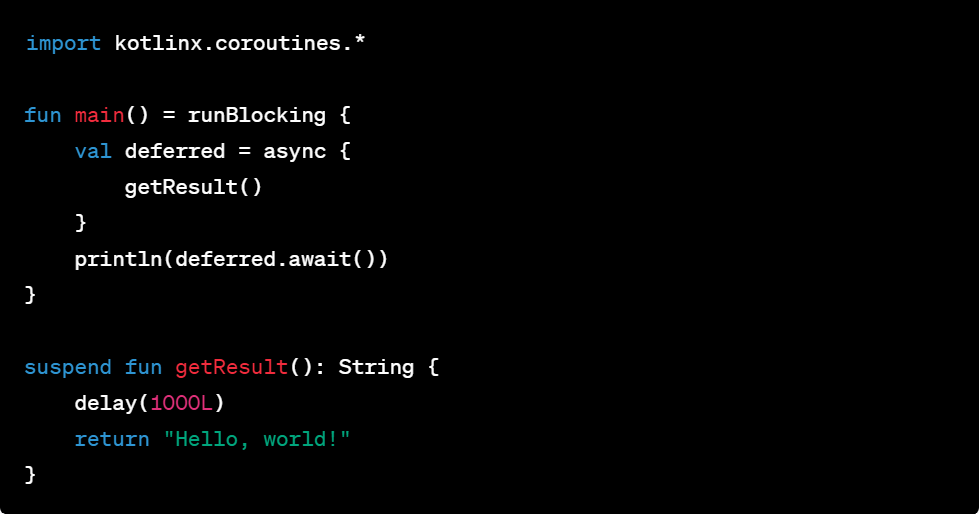 import kotlinx.coroutines.*
fun main() = runBlocking {
    val deferred = async {
        getResult()
    }
    println(deferred.await())
}
suspend fun getResult(): String {
    delay(1000L)
    return "Hello, world!"
}